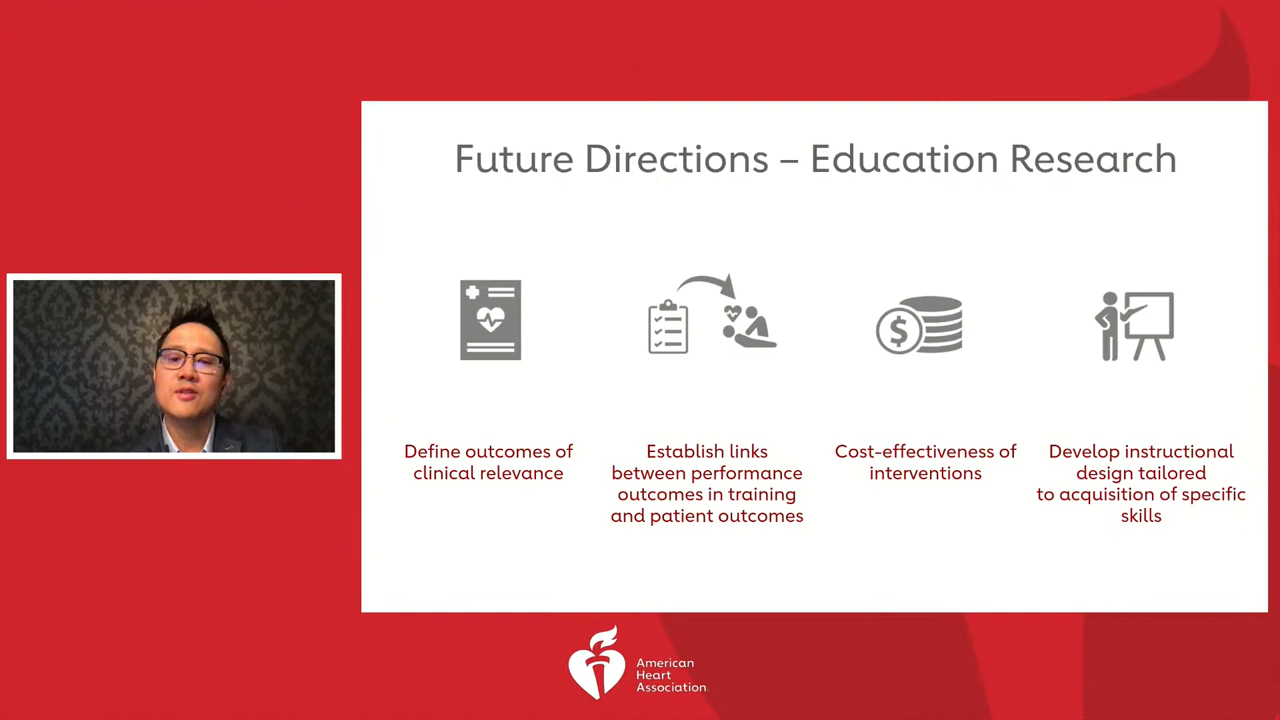 Future Directions – Education Research
Define outcomes of
clinical relevance
Establish links
between performance
outcomes in training
and patient outcomes
Cost-effectiveness of
interventions
Develop instructional
design tailored
to acquisition of specific
skills
$
American
Heart
Association.